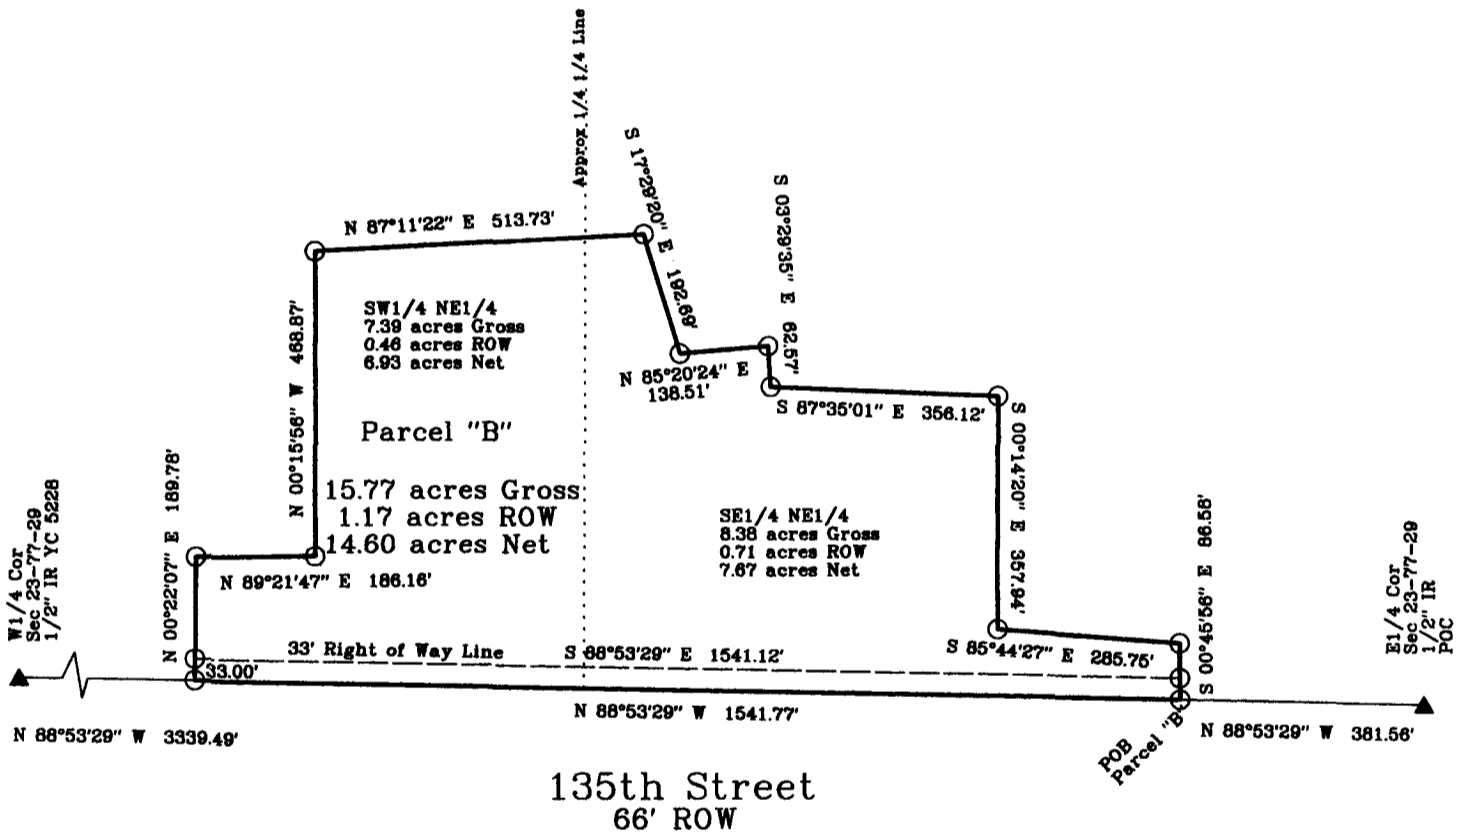 Approx. 1/4 1/4 Line
S 17°29'20" E 192.69'
S 03°29'35" E 62.57'
N 87°11'22" E 513.73'
N 00°15'56" W 468.87'
SW1/4 NE1/4
7.39 acres Gross
0.46 acres ROW
6.93 acres Net
N 85°20'24" E
138.51'
S 87°35'01" E 356.12'
Parcel "B"
15.77 acres Gross
1.17 acres ROW
14.60 acres Net
S 00°14'20" E 357.94'
SE1/4 NE1/4
8.38 acres Gross
0.71 acres ROW
7.67 acres Net
W1/4 Cor
Sec 23-77-29
1/2" IR YC 5228
N 00°22'07" E 189.78'
N 89°21'47" E 186.16'
S 00°45'56" E 86.58'
E1/4 Cor
Sec 23-77-29
1/2" IR
POC
33' Right of Way Line
S 88°53'29" E 1541.12'
S 85°44'27" E 285.75'
33.00'
N 88°53'29" W 3339.49'
N 88°53'29" W 1541.77'
POB
Parcel "B"
N 88°53'29" W 381.56'
135th Street
66' ROW